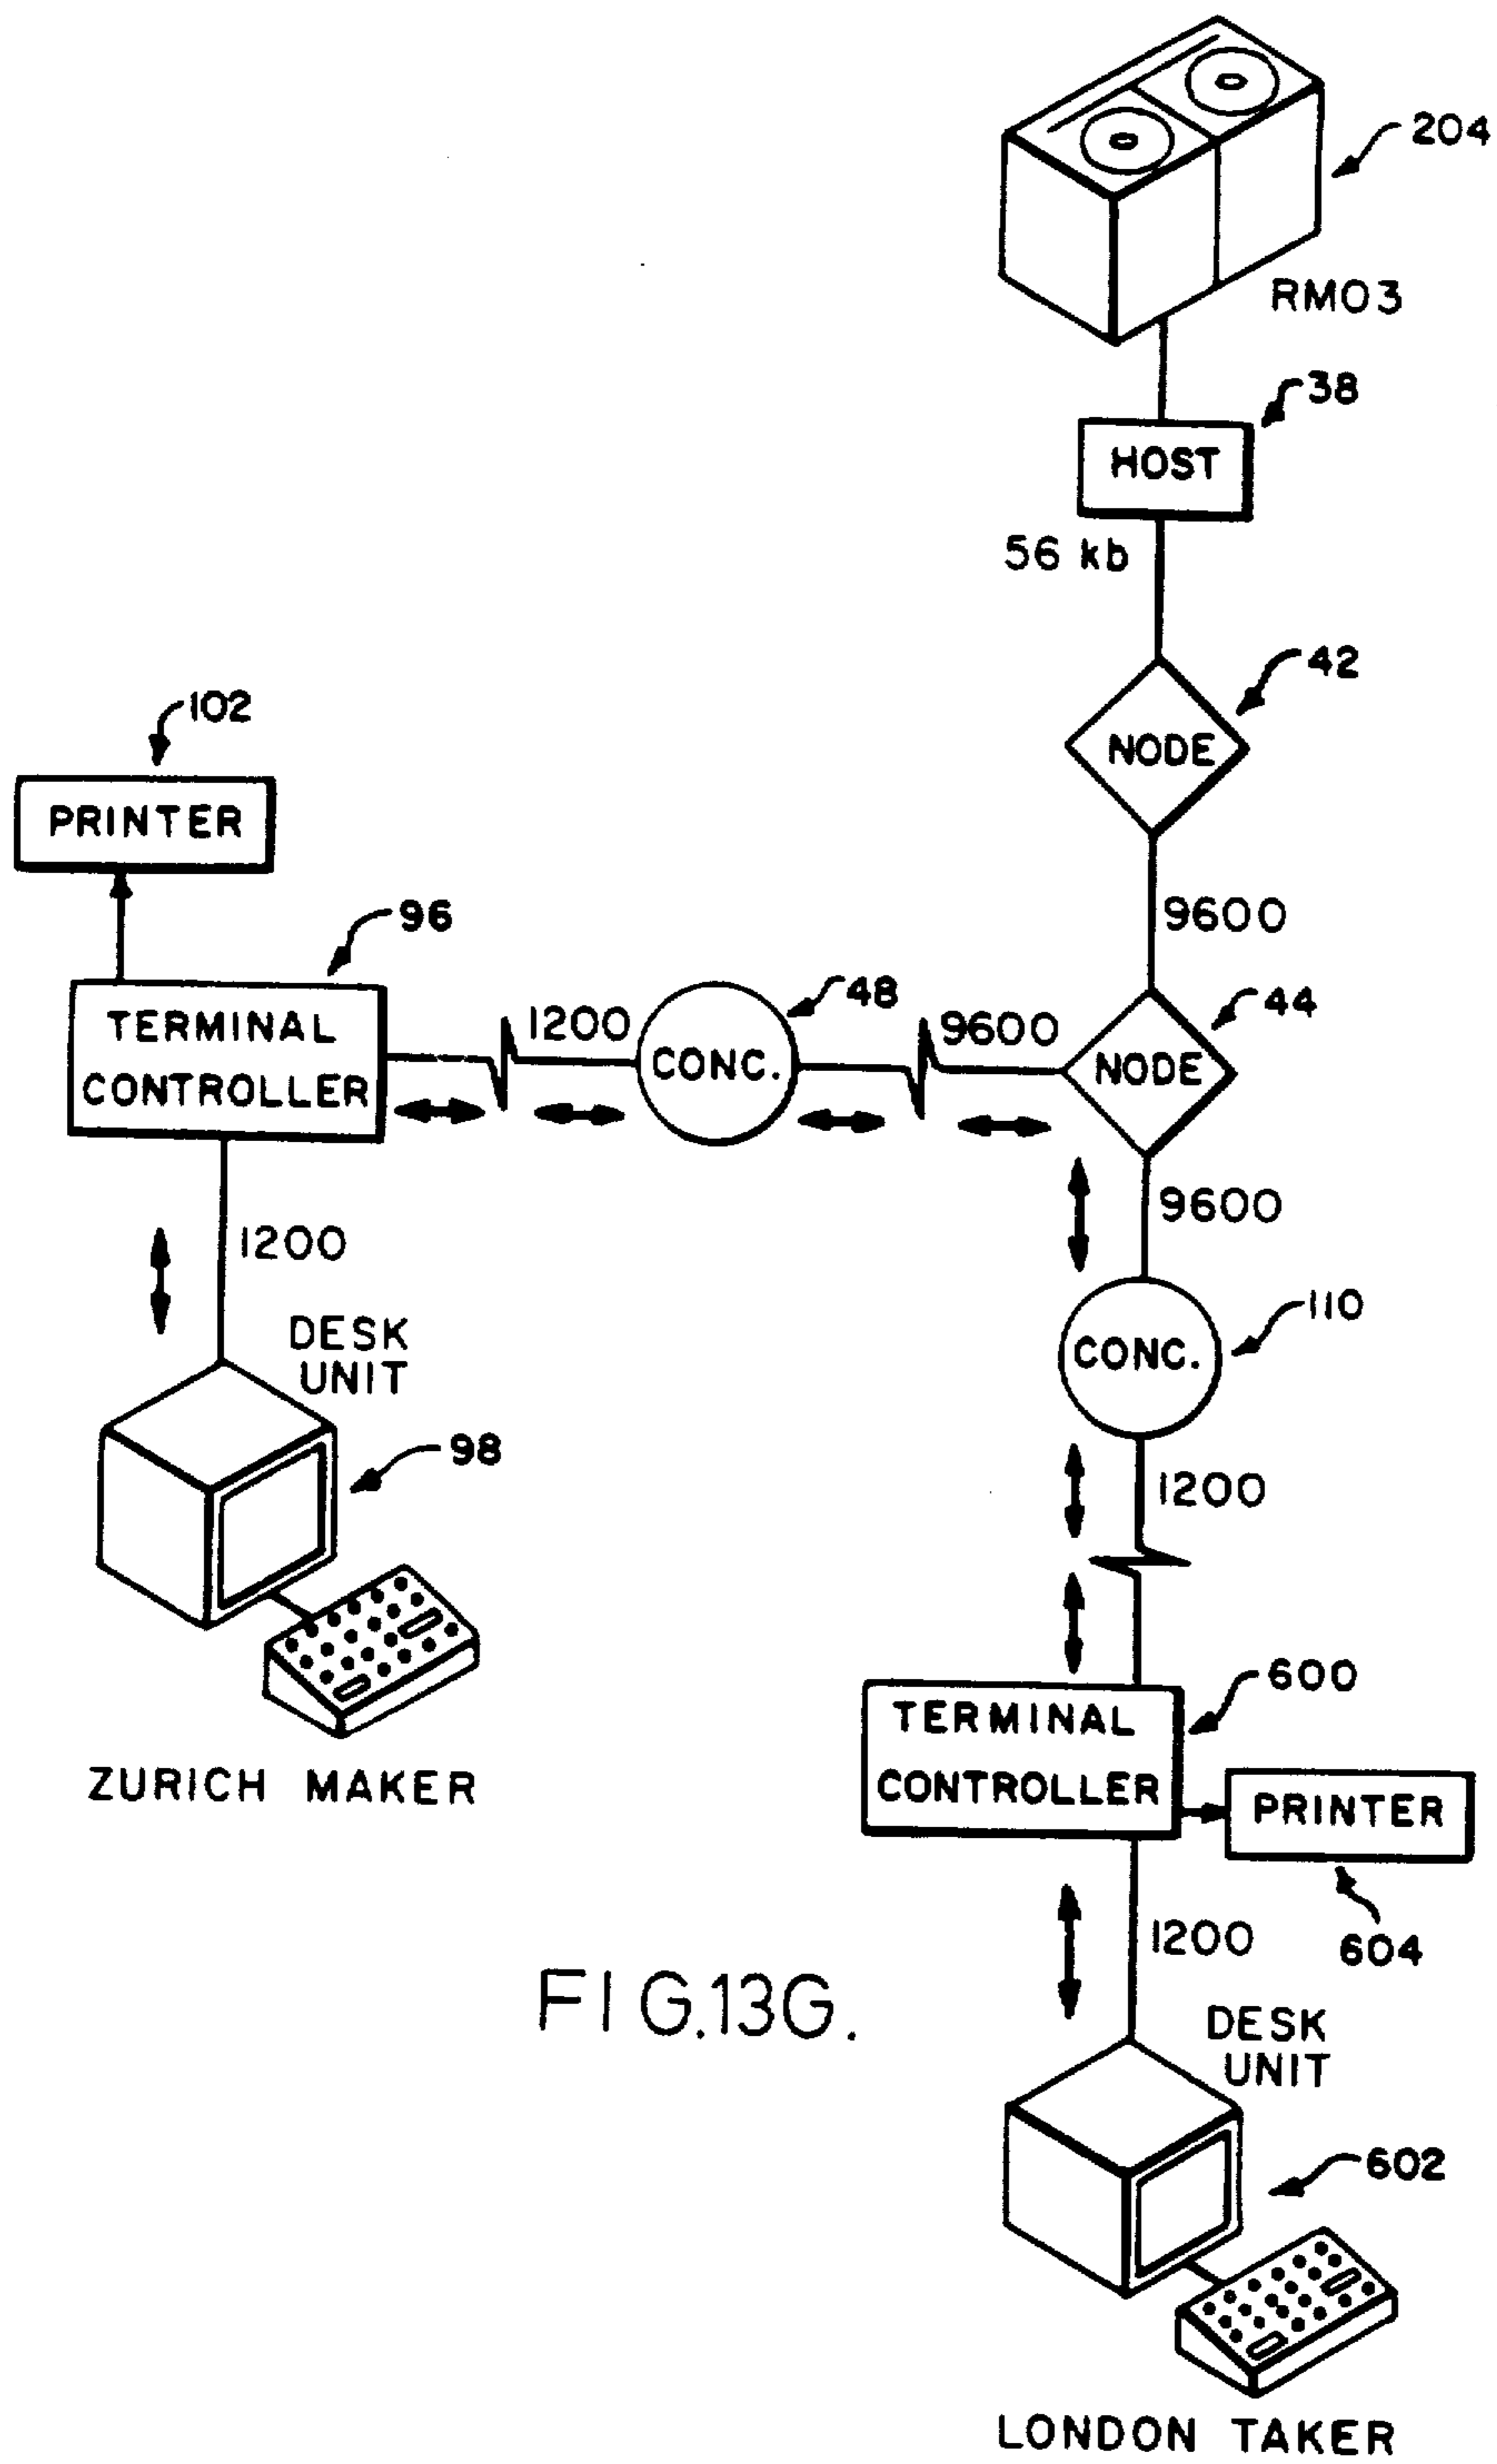 204
RM03
38
HOST
56 kb
42
NODE
102
PRINTER
9600
96
TERMINAL
CONTROLLER
1200
48
CONC.
9600
44
NODE
9600
1200
DESK
UNIT
110
CONC.
98
1200
ZURICH MAKER
600
TERMINAL
CONTROLLER
PRINTER
604
1200
FIG.13G.
DESK
UNIT
602
LONDON TAKER